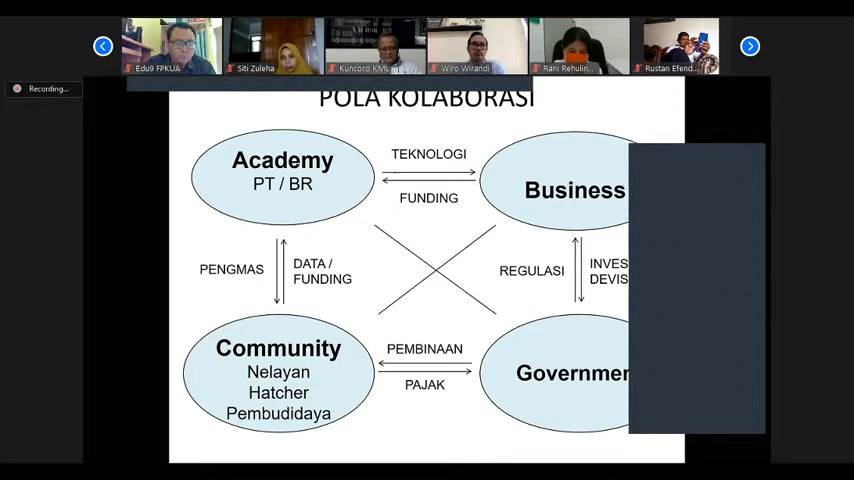 Edu9 FPKUA
Siti Zuleha
Kuncoro KML
Wiro Wirandi
Rani Rehulin...
Rustan Efend...
Recording...
POLA KOLABORASI
Academy
PT / BR
TEKNOLOGI
FUNDING
Business
PENGMAS
DATA /
FUNDING
REGULASI
INVES
DEVIS
Community
Nelayan
Hatcher
Pembudidaya
PEMBINAAN
PAJAK
Governmen